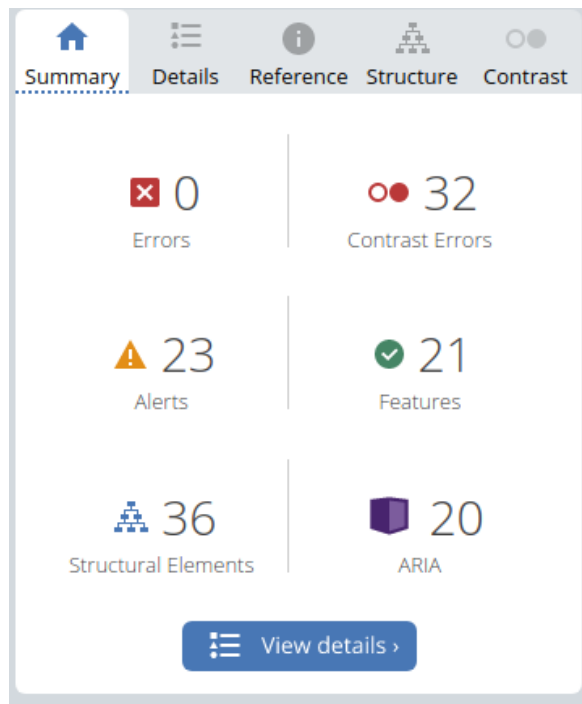 Summary Details Reference Structure Contrast
0 32
Errors Contrast Errors
23 21
Alerts Features
36 20
Structural Elements ARIA
View details ›